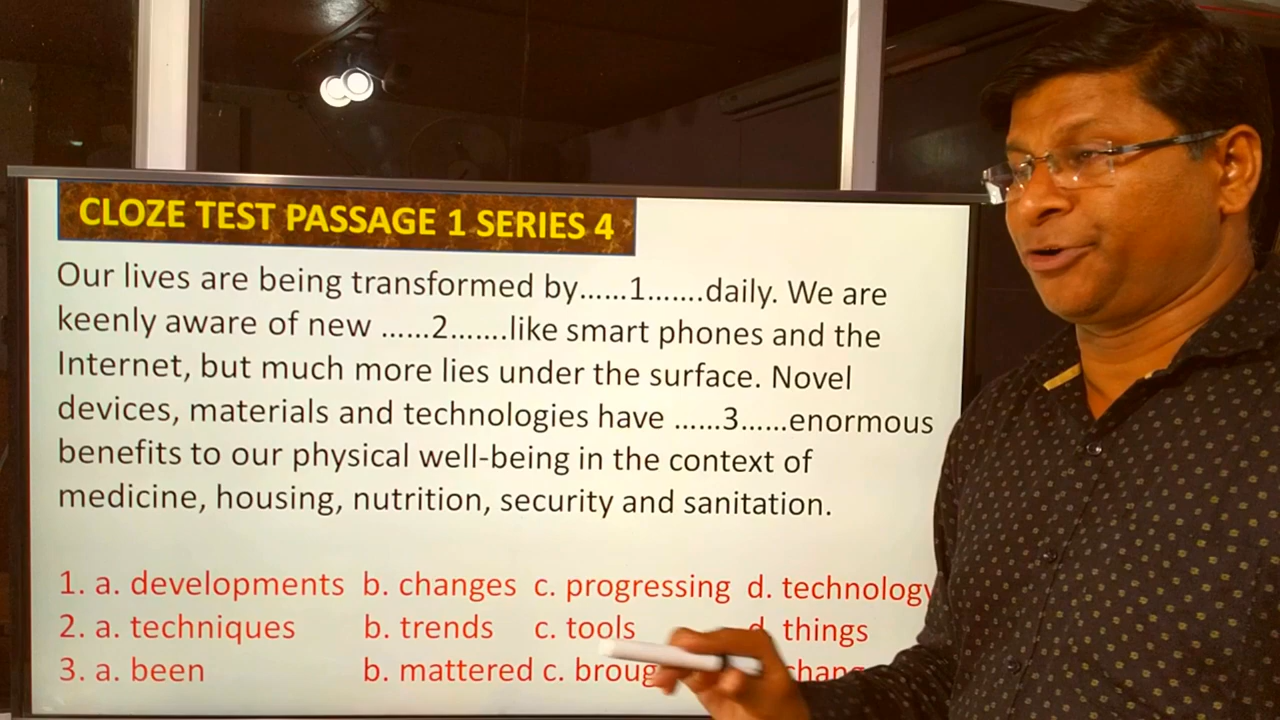 CLOZE TEST PASSAGE 1 SERIES 4
Our lives are being transformed by......1.......daily. We are
keenly aware of new ......2.......like smart phones and the
Internet, but much more lies under the surface. Novel
devices, materials and technologies have ......3......enormous
benefits to our physical well-being in the context of
medicine, housing, nutrition, security and sanitation.
1. a. developments b. changes c. progressing d. technology
2. a. techniques b. trends c. tools d. things
3. a. been b. mattered c.